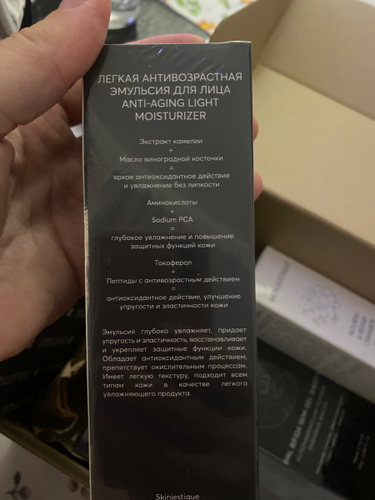 ЛЕГКАЯ АНТИВОЗРАСТНАЯ
ЭМУЛЬСИЯ ДЛЯ ЛИЦА
ANTI-AGING LIGHT
MOISTURIZER
Экстракт камелии
+
Масло виноградной косточки
=
яркое антиоксидантное действие
и увлажнение без липкости
Аминокислоты
+
Sodium PCA
=
глубокое увлажнение и повышение
защитных функций кожи
Токоферол
+
Пептиды с антивозрастным действием
=
антиоксидантное действие, улучшение
упругости и эластичности кожи
Эмульсия глубоко увлажняет, придает
упругость и эластичность, восстанавливает
и укрепляет защитные функции кожи.
Обладает антиоксидантным действием,
препятствует окислительным процессам.
Имеет легкую текстуру, подходит всем
типам кожи в качестве легкого
увлажняющего продукта.
Skinjestique